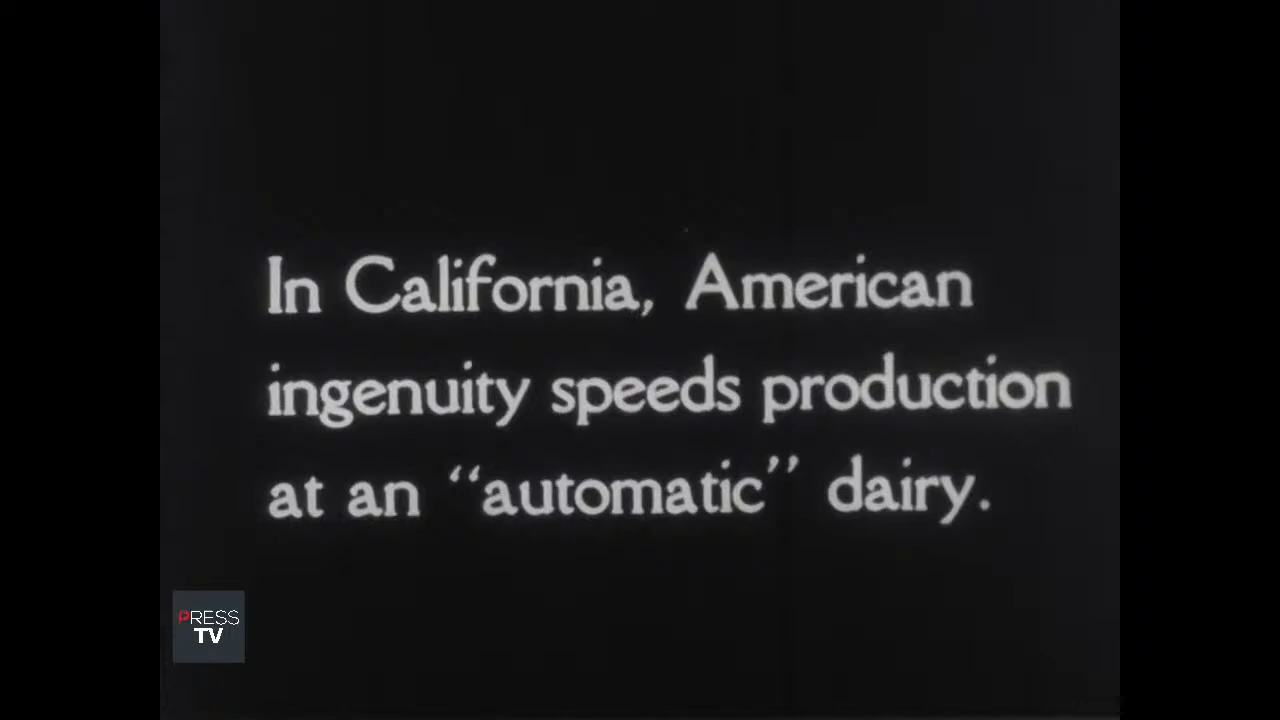 In California, American
ingenuity speeds production
at an “automatic” dairy.
PRESS
TV